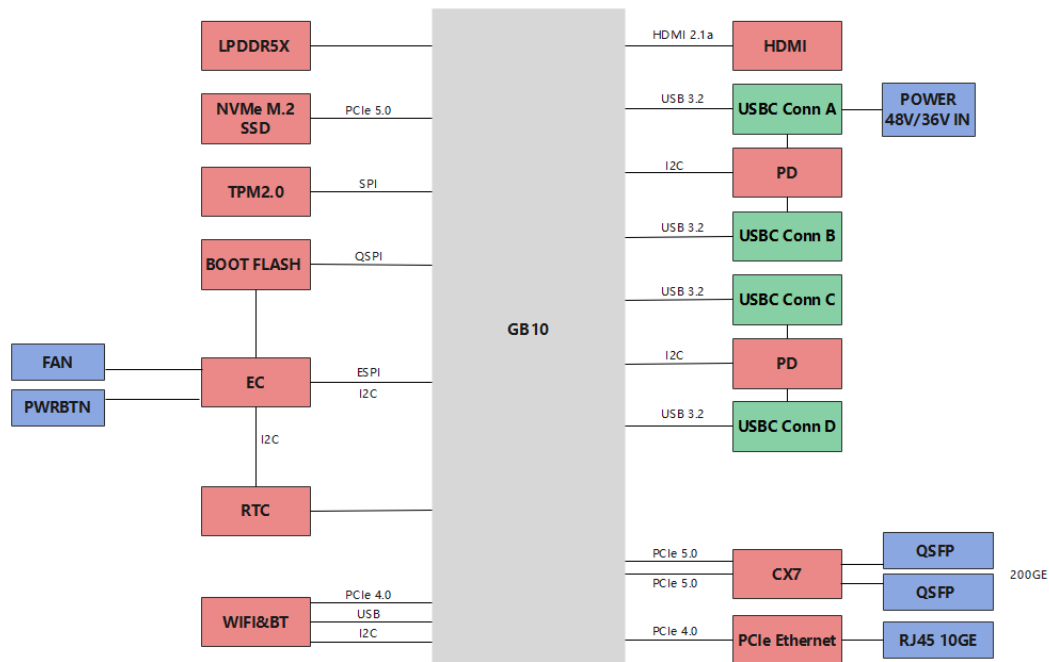 LPDDR5X
NVMe M.2
SSD
PCIe 5.0
TPM2.0
SPI
BOOT FLASH
QSPI
FAN
PWRBTN
EC
ESPI
I2C
I2C
RTC
WIFI&BT
PCIe 4.0
USB
I2C
GB10
HDMI 2.1a
HDMI
USB 3.2
USBC Conn A
POWER
48V/36V IN
I2C
PD
USB 3.2
USBC Conn B
USB 3.2
USBC Conn C
I2C
PD
USB 3.2
USBC Conn D
PCIe 5.0
PCIe 5.0
CX7
QSFP
QSFP
200GE
PCIe 4.0
PCIe Ethernet
RJ45 10GE